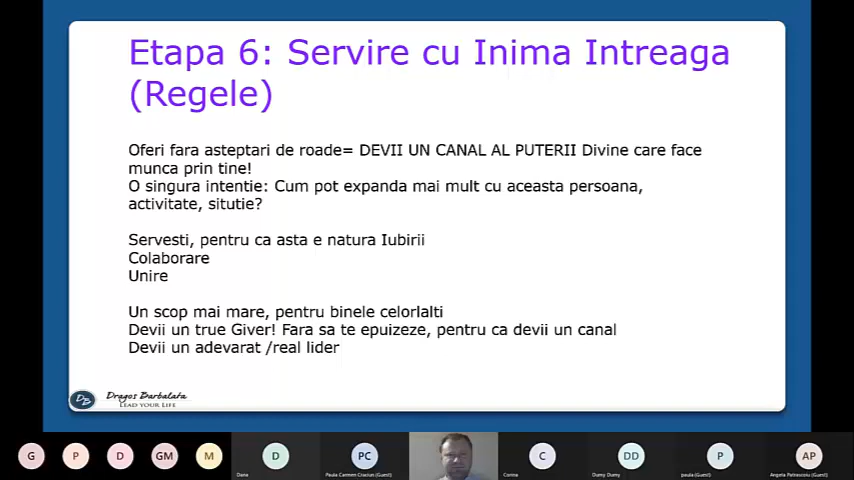 Etapa 6: Servire cu Inima Intreaga
(Regele)
Oferi fara asteptari de roade= DEVII UN CANAL AL PUTERII Divine care face
munca prin tine!
O singura intentie: Cum pot expanda mai mult cu aceasta persoana,
activitate, situtie?
Servesti, pentru ca asta e natura Iubirii
Colaborare
Unire
Un scop mai mare, pentru binele celorlalti
Devii un true Giver! Fara sa te epuizeze, pentru ca devii un canal
Devii un adevarat /real lider
DB
Dragos Barbalata
LEAD YOUR LIFE
G P D GM M D PC C DD P AP
Dana Paula Carmen Craciun (Guest) Corina Dumy Dumy paula (Guest) Angela Patrascoiu (Guest)